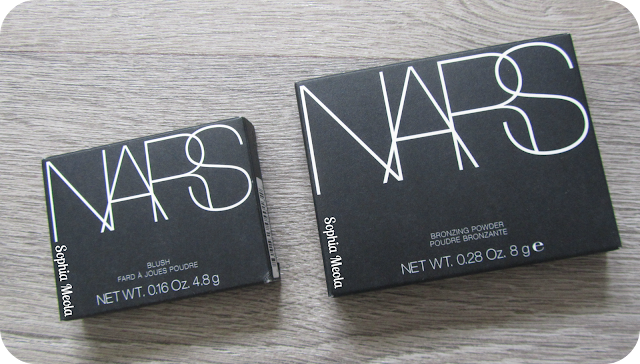 NARS
BLUSH
FARD À JOUES POUDRE
NET WT. 0.16 Oz. 4.8 g
Sophia Meola
NARS
BRONZING POWDER
POUDRE BRONZANTE
NET WT. 0.28 Oz. 8 g ℮
Sophia Meola